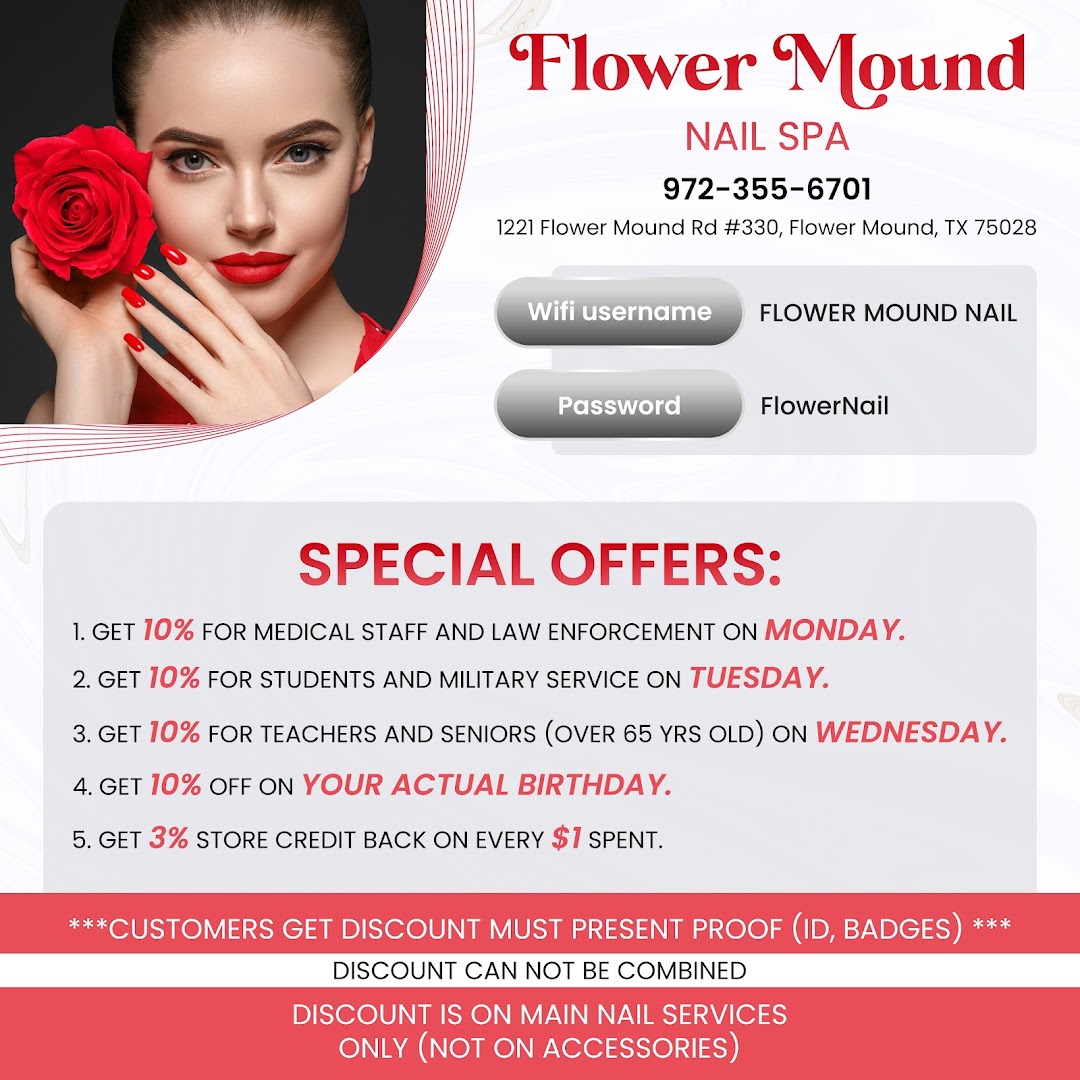 Flower Mound
NAIL SPA
972-355-6701
1221 Flower Mound Rd #330, Flower Mound, TX 75028
Wifi username FLOWER MOUND NAIL
Password FlowerNail
SPECIAL OFFERS:
1. GET 10% FOR MEDICAL STAFF AND LAW ENFORCEMENT ON MONDAY.
2. GET 10% FOR STUDENTS AND MILITARY SERVICE ON TUESDAY.
3. GET 10% FOR TEACHERS AND SENIORS (OVER 65 YRS OLD) ON WEDNESDAY.
4. GET 10% OFF ON YOUR ACTUAL BIRTHDAY.
5. GET 3% STORE CREDIT BACK ON EVERY $1 SPENT.
***CUSTOMERS GET DISCOUNT MUST PRESENT PROOF (ID, BADGES) ***
DISCOUNT CAN NOT BE COMBINED
DISCOUNT IS ON MAIN NAIL SERVICES
ONLY (NOT ON ACCESSORIES)